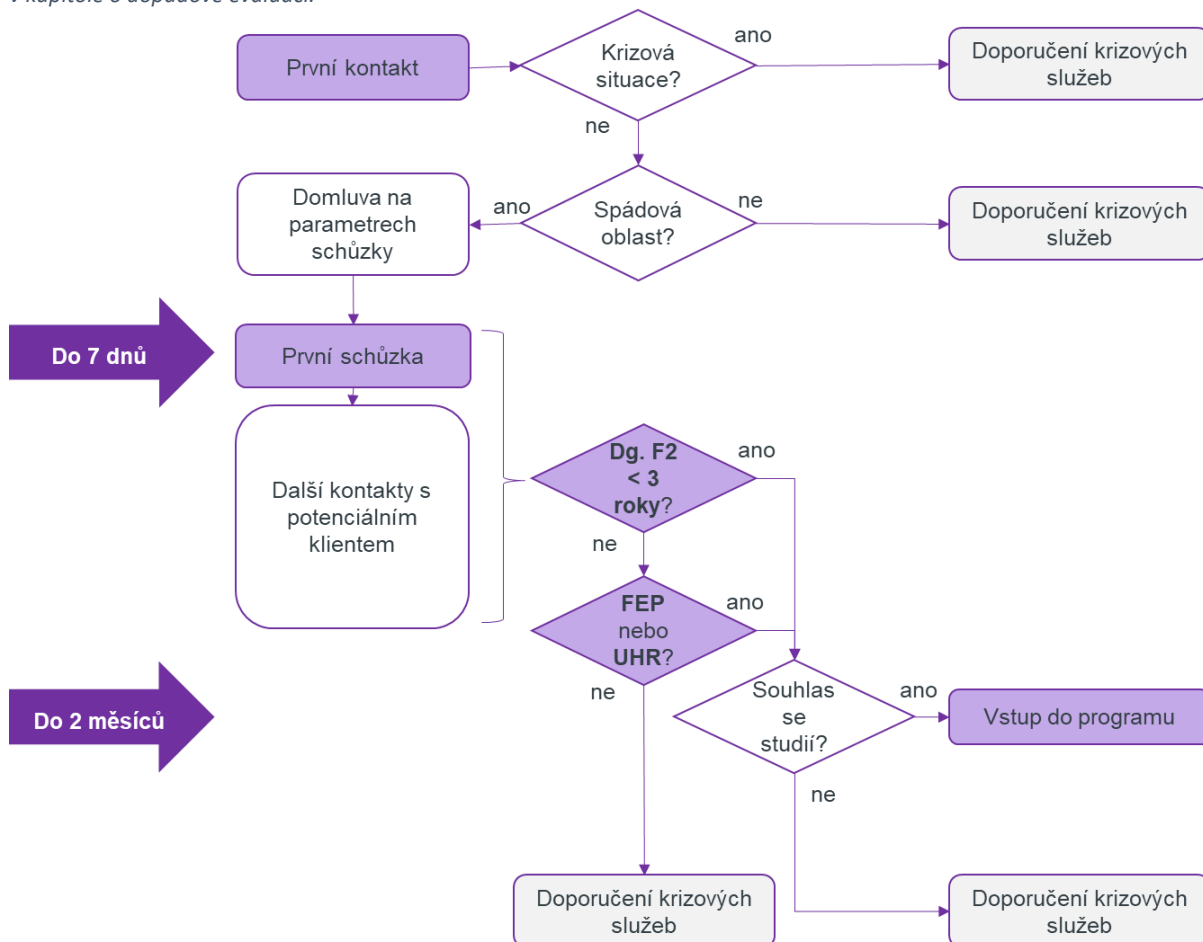 v kapitole o dopadové evaluaci.
ano
První kontakt
Krizová
situace?
Doporučení krizových
služeb
ne
Domluva na
parametrech
schůzky
ano
Spádová
oblast?
ne
Doporučení krizových
služeb
Do 7 dnů
První schůzka
Další kontakty s
potenciálním
klientem
Dg. F2
< 3
roky?
ano
ne
FEP
nebo
UHR?
ano
ne
Do 2 měsíců
Souhlas
se
studií?
ano
Vstup do programu
ne
Doporučení krizových
služeb
Doporučení krizových
služeb